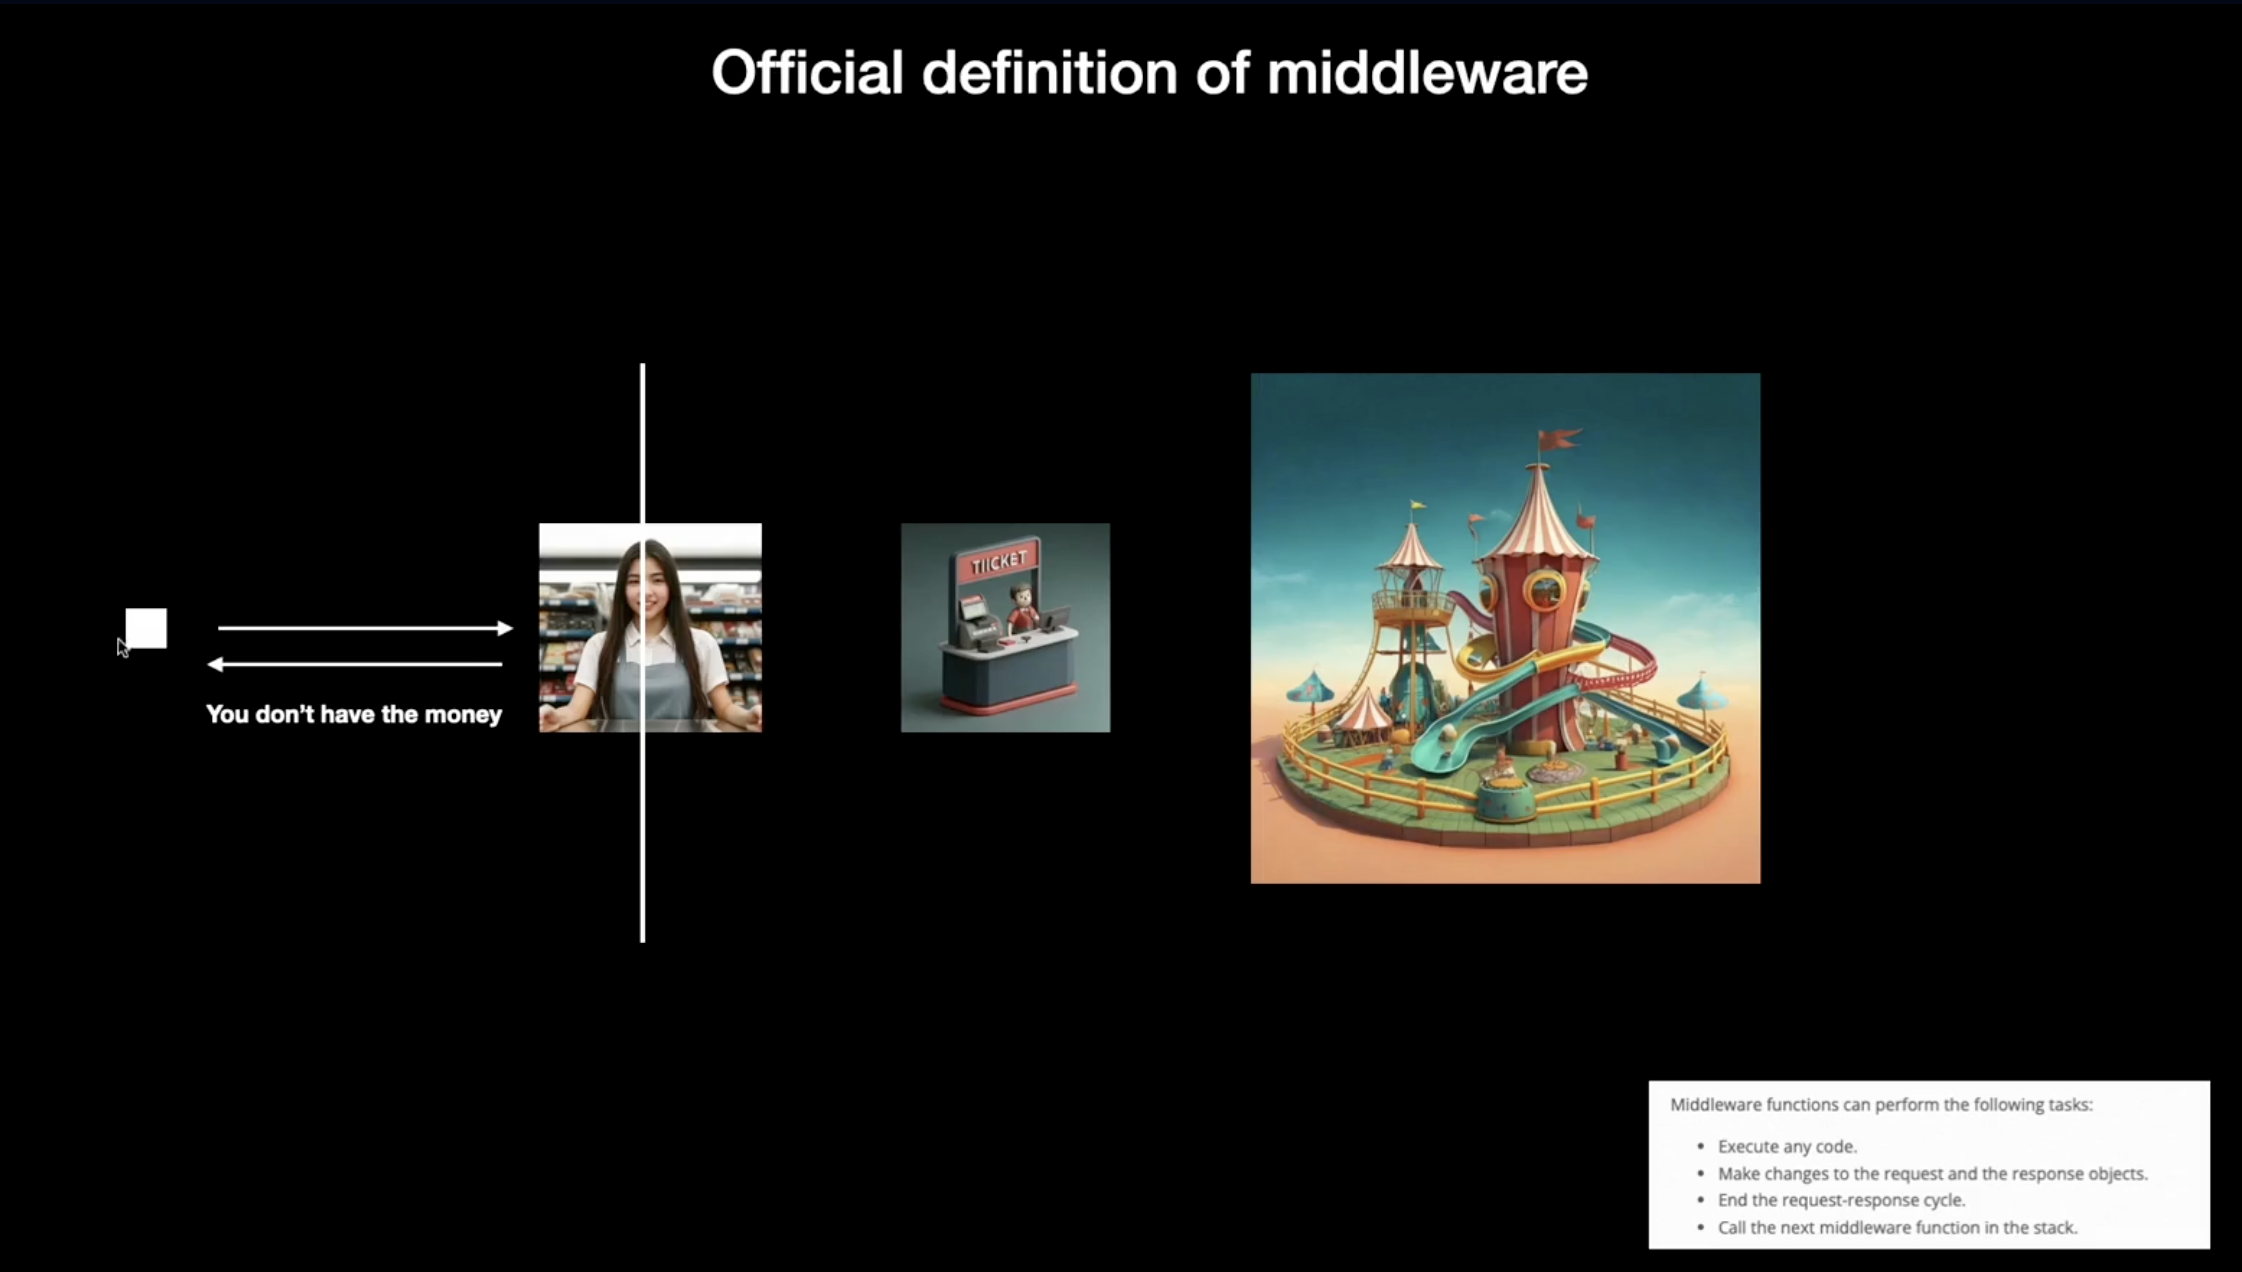 Official definition of middleware
TIICKET
You don't have the money
Middleware functions can perform the following tasks:
• Execute any code.
• Make changes to the request and the response objects.
• End the request-response cycle.
• Call the next middleware function in the stack.